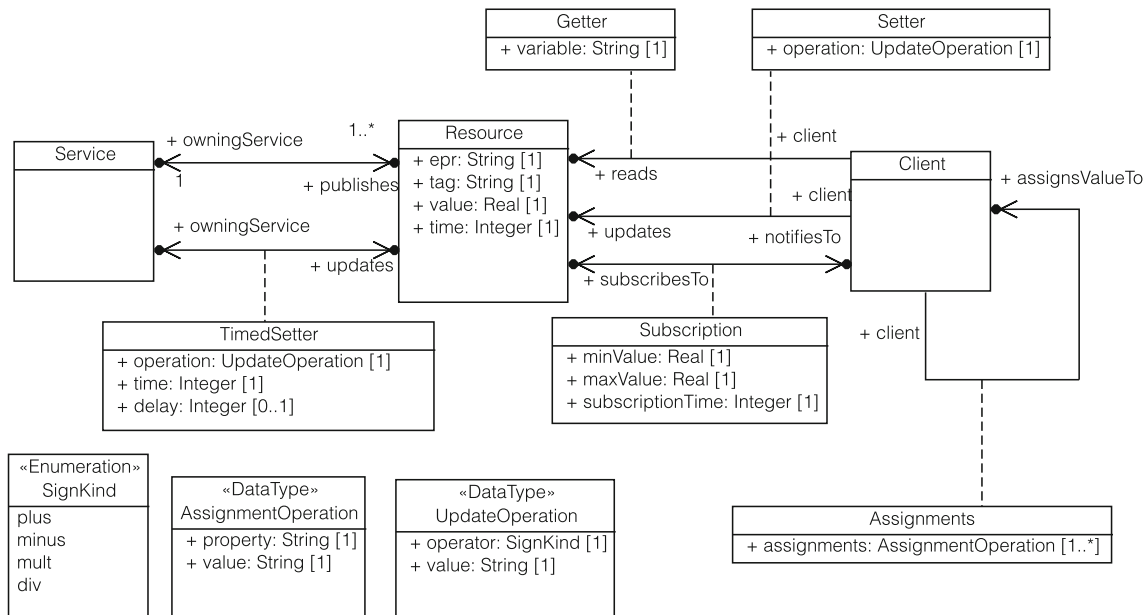 Getter
+ variable: String [1]
Setter
+ operation: UpdateOperation [1]
Service
+ owningService
1
1..*
+ publishes
+ owningService
+ updates
Resource
+ epr: String [1]
+ tag: String [1]
+ value: Real [1]
+ time: Integer [1]
+ client
+ reads
+ client
+ updates
+ notifiesTo
+ subscribesTo
Client
+ assignsValueTo
+ client
TimedSetter
+ operation: UpdateOperation [1]
+ time: Integer [1]
+ delay: Integer [0..1]
Subscription
+ minValue: Real [1]
+ maxValue: Real [1]
+ subscriptionTime: Integer [1]
«Enumeration»
SignKind
plus
minus
mult
div
«DataType»
AssignmentOperation
+ property: String [1]
+ value: String [1]
«DataType»
UpdateOperation
+ operator: SignKind [1]
+ value: String [1]
Assignments
+ assignments: AssignmentOperation [1..*]